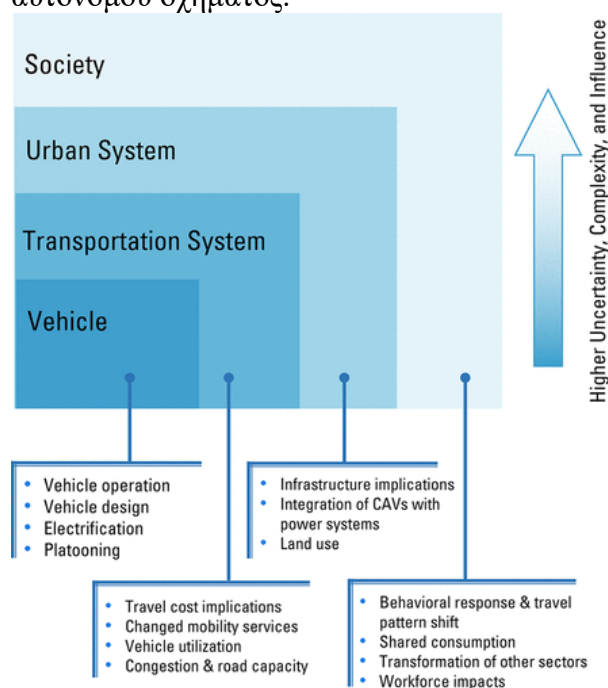 αυτόνομου οχήματος.
Society
Urban System
Transportation System
Vehicle
Higher Uncertainty, Complexity, and Influence
• Vehicle operation
• Vehicle design
• Electrification
• Platooning
• Infrastructure implications
• Integration of CAVs with
power systems
• Land use
• Travel cost implications
• Changed mobility services
• Vehicle utilization
• Congestion & road capacity
• Behavioral response & travel
pattern shift
• Shared consumption
• Transformation of other sectors
• Workforce impacts